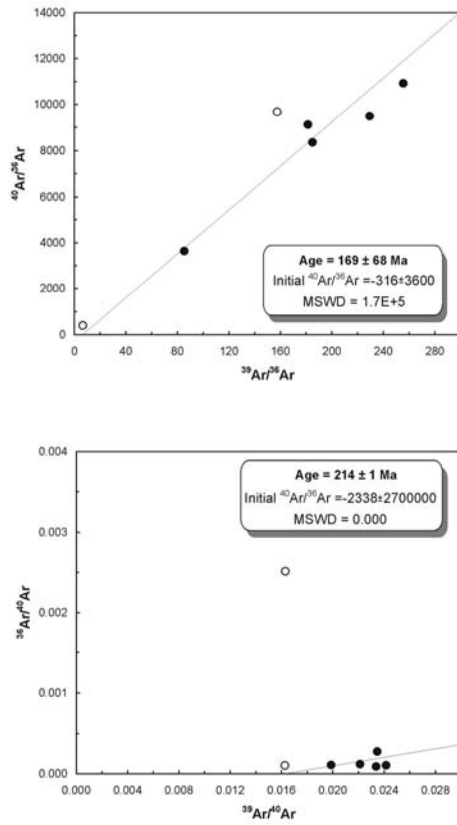 14000
12000
10000
8000
6000
4000
2000
0
⁴⁰Ar/³⁶Ar
Age = 169 ± 68 Ma
Initial ⁴⁰Ar/³⁶Ar =-316±3600
MSWD = 1.7E+5
0 40 80 120 160 200 240 280
³⁹Ar/³⁶Ar
0.004
0.003
0.002
0.001
0.000
³⁶Ar/⁴⁰Ar
Age = 214 ± 1 Ma
Initial ⁴⁰Ar/³⁶Ar =-2338±2700000
MSWD = 0.000
0.000 0.004 0.008 0.012 0.016 0.020 0.024 0.028
³⁹Ar/⁴⁰Ar